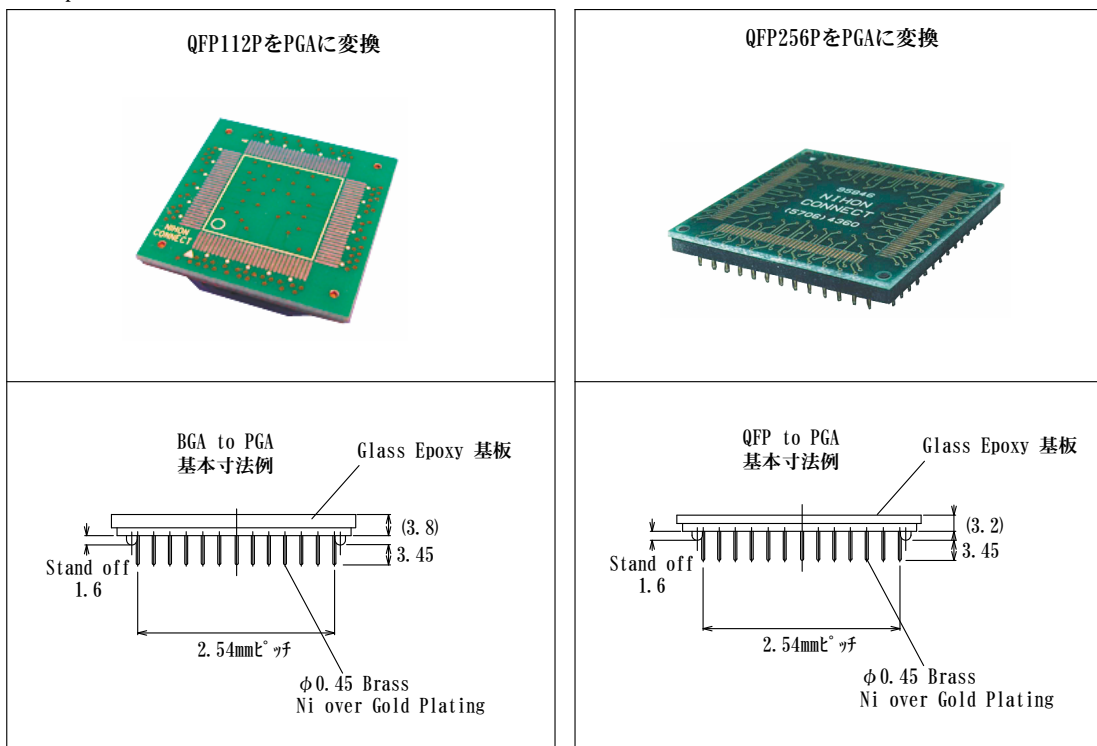 QFP112PをPGAに変換
NIHON
CONNECT
BGA to PGA
基本寸法例
Glass Epoxy 基板
(3.8)
3.45
Stand off
1.6
2.54mmピッチ
φ0.45 Brass
Ni over Gold Plating
QFP256PをPGAに変換
95946
NIHON
CONNECT
(5706)4360
QFP to PGA
基本寸法例
Glass Epoxy 基板
(3.2)
3.45
Stand off
1.6
2.54mmピッチ
φ0.45 Brass
Ni over Gold Plating